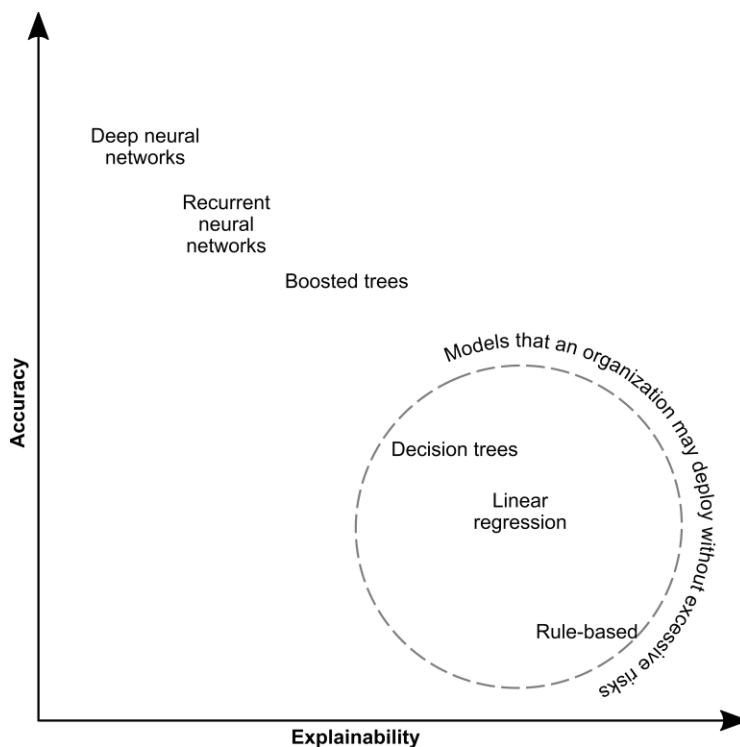 Deep neural
networks
Recurrent
neural
networks
Boosted trees
Models that an organization may deploy without excessive risks
Decision trees
Linear
regression
Rule-based
Accuracy
Explainability